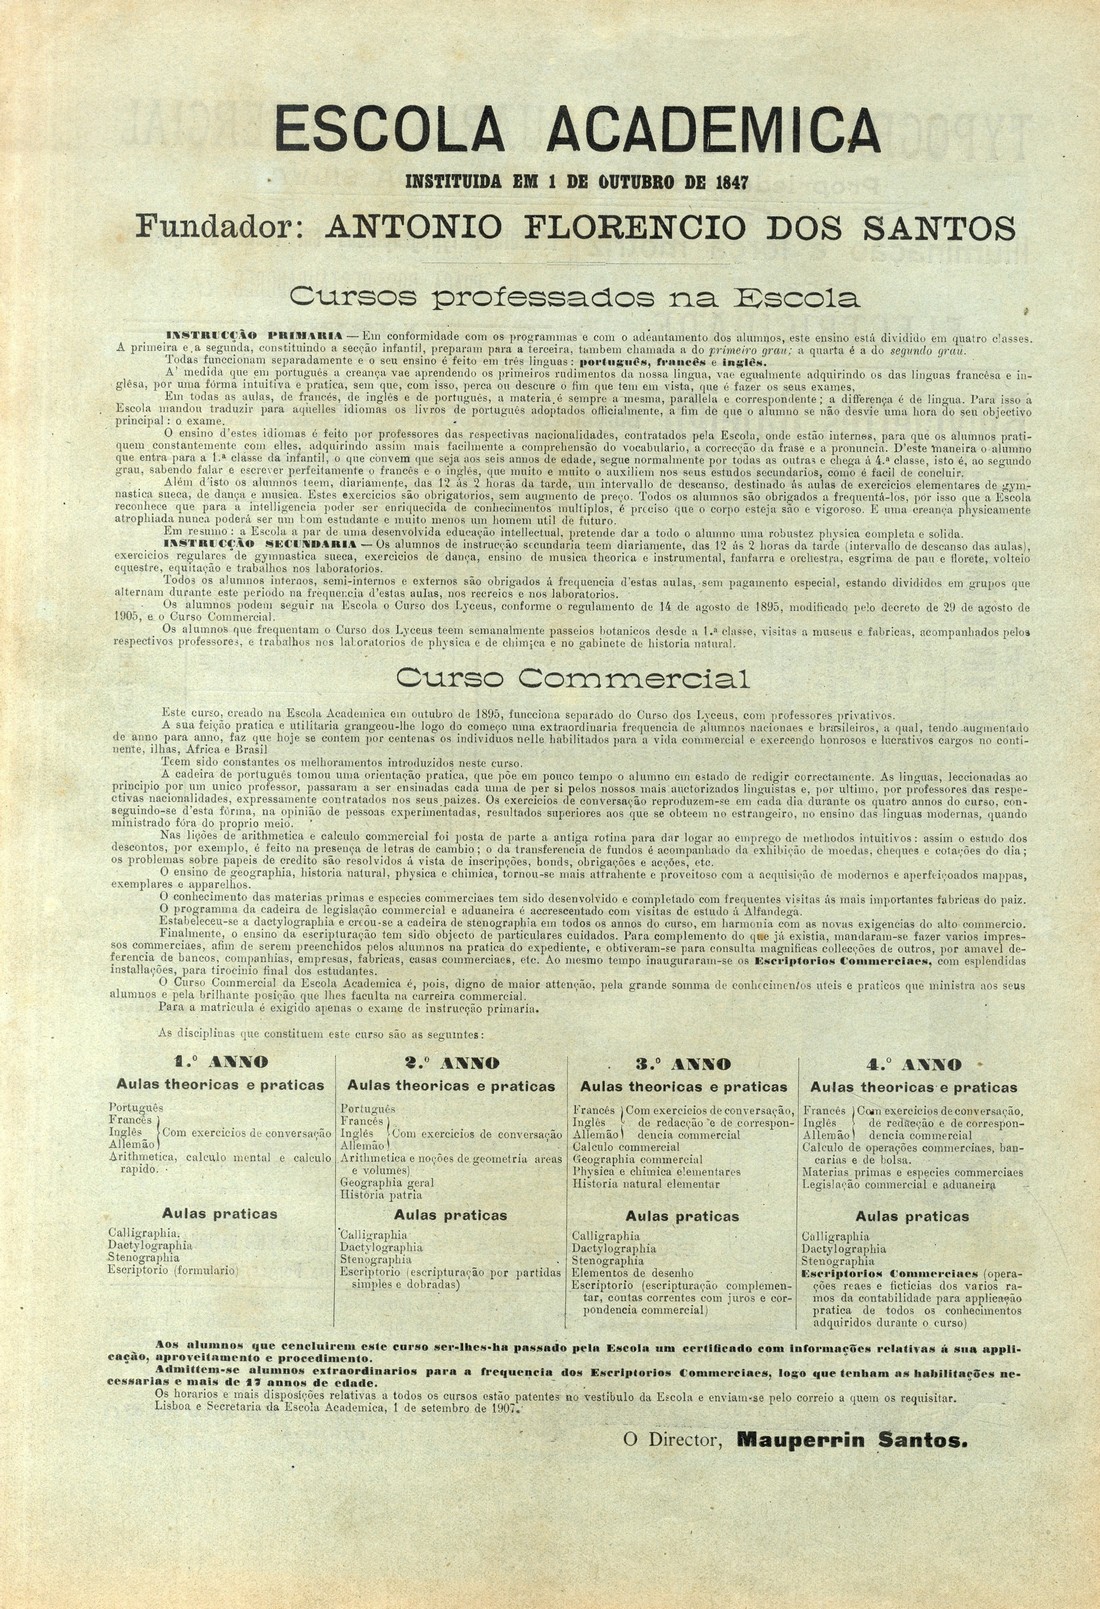 ESCOLA ACADEMICA
INSTITUIDA EM 1 DE OUTUBRO DE 1847
Fundador: ANTONIO FLORENCIO DOS SANTOS
Cursos professados na Escola
INSTRUCÇÃO PRIMARIA — Em conformidade com os programmas e com o adeantamento dos alumnos, este ensino está dividido em quatro classes.
A primeira e a segunda, constituindo a secção infantil, preparam para a terceira, tambem chamada a do primeiro grau; a quarta é a do segundo grau.
Todas funccionam separadamente e o seu ensino é feito em três linguas: português, francês e inglês.
A' medida que em português a creança vae aprendendo os primeiros rudimentos da nossa lingua, vae egualmente adquirindo os das linguas francêsa e in-
glêsa, por uma fórma intuitiva e pratica, sem que, com isso, perca ou descure o fim que tem em vista, que é fazer os seus exames,
Em todas as aulas, de francês, de inglês e de português, a materia é sempre a mesma, parallela e correspondente; a differença é de lingua. Para isso a
Escola mandou traduzir para aquelles idiomas os livros de português adoptados officialmente, a fim de que o alumno se não desvie uma hora do seu objectivo
principal: o exame.
O ensino d'estes idiomas é feito por professores das respectivas nacionalidades, contratados pela Escola, onde estão internos, para que os alumnos prati-
quem constantemente com elles, adquirindo assim mais facilmente a comprehensão do vocabulario, a correcção da frase e a pronuncia. D'este maneira o alumno
que entra para a 1.ª classe da infantil, o que convem que seja aos seis annos de edade, segue normalmente por todas as outras e chega á 4.ª classe, isto é, ao segundo
grau, sabendo falar e escrever perfeitamente o francês e o inglês, que muito e muito o auxiliem nos seus estudos secundarios, como é facil de concluir.
Além d'isto os alumnos teem, diariamente, das 12 ás 2 horas da tarde, um intervallo de descanso, destinado ás aulas de exercicios elementares de gym-
nastica sueca, de dança e musica. Estes exercicios são obrigatorios, sem augmento de preço. Todos os alumnos são obrigados a frequentá-los, por isso que a Escola
reconhece que para a intelligencia poder ser enriquecida de conhecimentos multiplos, é preciso que o corpo esteja são e vigoroso. E uma creança physicamente
atrophiada nunca poderá ser um bom estudante e muito menos um homem util de futuro.
Em resumo: a Escola a par de uma desenvolvida educação intellectual, pretende dar a todo o alumno uma robustez physica completa e solida.
INSTRUCÇÃO SECUNDARIA — Os alumnos de instrucção secundaria teem diariamente, das 12 ás 2 horas da tarde (intervallo de descanso das aulas),
exercicios regulares de gymnastica sueca, exercicios de dança, ensino de musica theorica e instrumental, fanfarra e orchestra, esgrima de pau e florete, volteio
equestre, equitação e trabalhos nos laboratorios.
Todos os alumnos internos, semi-internos e externos são obrigados á frequencia d'estas aulas, sem pagamento especial, estando divididos em grupos que
alternam durante este periodo na frequencia d'estas aulas, nos recreios e nos laboratorios.
Os alumnos podem seguir na Escola o Curso dos Lyceus, conforme o regulamento de 14 de agosto de 1895, modificado pelo decreto de 29 de agosto de
1905, e o Curso Commercial.
Os alumnos que frequentam o Curso dos Lyceus teem semanalmente passeios botanicos desde a 1.ª classe, visitas a museus e fabricas, acompanhados pelos
respectivos professores, e trabalhos nos laboratorios de physica e de chimica e no gabinete de historia natural.
Curso Commercial
Este curso, creado na Escola Academica em outubro de 1895, funcciona separado do Curso dos Lyceus, com professores privativos.
A sua feição pratica e utilitaria grangeou-lhe logo do começo uma extraordinaria frequencia de alumnos nacionaes e brasileiros, a qual, tendo augmentado
de anno para anno, faz que hoje se contem por centenas os individuos nelle habilitados para a vida commercial e exercendo honrosos e lucrativos cargos no conti-
nente, ilhas, Africa e Brasil
Teem sido constantes os melhoramentos introduzidos neste curso.
A cadeira de português tomou uma orientação pratica, que põe em pouco tempo o alumno em estado de redigir correctamente. As linguas, leccionadas ao
principio por um unico professor, passaram a ser ensinadas cada uma de per si pelos nossos mais auctorizados linguistas e, por ultimo, por professores das respe-
ctivas nacionalidades, expressamente contratados nos seus paizes. Os exercicios de conversação reproduzem-se em cada dia durante os quatro annos do curso, con-
seguindo-se d'esta fórma, na opinião de pessoas experimentadas, resultados superiores aos que se obteem no estrangeiro, no ensino das linguas modernas, quando
ministrado fóra do proprio meio.
Nas lições de arithmetica e calculo commercial foi posta de parte a antiga rotina para dar logar ao emprego de methodos intuitivos: assim o estudo dos
descontos, por exemplo, é feito na presença de letras de cambio; o da transferencia de fundos é acompanhado da exhibição de moedas, cheques e cotações do dia;
os problemas sobre papeis de credito são resolvidos á vista de inscripções, bonds, obrigações e acções, etc.
O ensino de geographia, historia natural, physica e chimica, tornou-se mais attrahente e proveitoso com a acquisição de modernos e aperfeiçoados mappas,
exemplares e apparelhos.
O conhecimento das materias primas e especies commerciaes tem sido desenvolvido e completado com frequentes visitas ás mais importantes fabricas do paiz.
O programma da cadeira de legislação commercial e aduaneira é accrescentado com visitas de estudo á Alfandega.
Estabeleceu-se a dactylographia e creou-se a cadeira de stenographia em todos os annos do curso, em harmonia com as novas exigencias do alto commercio.
Finalmente, o ensino da escripturação tem sido objecto de particulares cuidados. Para complemento do que já existia, mandaram-se fazer varios impres-
sos commerciaes, afim de serem preenchidos pelos alumnos na pratica do expediente, e obtiveram-se para consulta magnificas collecções de outros, por amavel de-
ferencia de bancos, companhias, empresas, fabricas, casas commerciaes, etc. Ao mesmo tempo inauguraram-se os Escriptorios Commerciaes, com esplendidas
installações, para tirocinio final dos estudantes.
O Curso Commercial da Escola Academica é, pois, digno de maior attenção, pela grande somma de conhecimentos uteis e praticos que ministra aos seus
alumnos e pela brilhante posição que lhes faculta na carreira commercial.
Para a matricula é exigido apenas o exame de instrucção primaria.
As disciplinas que constituem este curso são as seguntes:
1.º ANNO
Aulas theoricas e praticas
Português
Francês
Inglês } Com exercicios de conversação
Allemão
Arithmetica, calculo mental e calculo
rapido.
Aulas praticas
Calligraphia.
Dactylographia
Stenographia
Escriptorio (formulario)
2.º ANNO
Aulas theoricas e praticas
Português
Francês
Inglês } Com exercicios de conversação
Allemão
Arithmetica e noções de geometria areas
e volumes)
Geographia geral
Historia patria
Aulas praticas
Calligraphia
Dactylographia
Stenographia
Escriptorio (escripturação por partidas
simples e dobradas)
3.º ANNO
Aulas theoricas e praticas
Francês } Com exercicios de conversação,
Inglês de redacção e de correspon-
Allemão dencia commercial
Calculo commercial
Geographia commercial
Physica e chimica elementares
Historia natural elementar
Aulas praticas
Calligraphia
Dactylographia
Stenographia
Elementos de desenho
Escriptorio (escripturação complemen-
tar, contas correntes com juros e cor-
pondencia commercial)
4.º ANNO
Aulas theoricas e praticas
Francês } Com exercicios de conversação,
Inglês de redacção e de correspon-
Allemão dencia commercial
Calculo de operações commerciaes, ban-
carias e de bolsa.
Materias primas e especies commerciaes
Legislação commercial e aduaneira
Aulas praticas
Calligraphia
Dactylographia
Stenographia
Escriptorios Commerciaes (opera-
ções reaes e ficticias dos varios ra-
mos da contabilidade para applicação
pratica de todos os conhecimentos
adquiridos durante o curso)
Aos alumnos que concluirem este curso ser-lhes-ha passado pela Escola um certificado com informações relativas á sua appli-
cação, aproveitamento e procedimento.
Admittem-se alumnos extraordinarios para a frequencia dos Escriptorios Commerciaes, logo que tenham as habilitações ne-
cessarias e mais de 17 annos de edade.
Os horarios e mais disposições relativas a todos os cursos estão patentes no vestibulo da Escola e enviam-se pelo correio a quem os requisitar.
Lisboa e Secretaria da Escola Academica, 1 de setembro de 1907.
O Director, Mauperrin Santos.